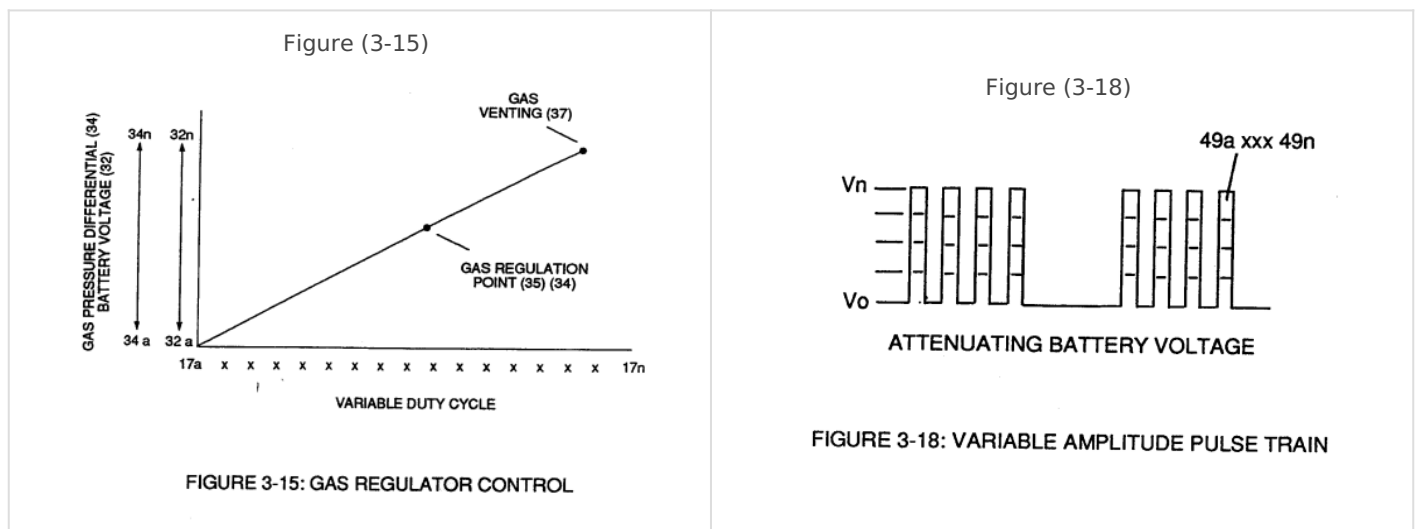 Figure (3-15)
GAS
VENTING (37)
GAS PRESSURE DIFFERENTIAL (34)
BATTERY VOLTAGE (32)
34n 32n
GAS REGULATION
POINT (35) (34)
34 a 32 a
17a x x x x x x x x x x x x x x x 17n
VARIABLE DUTY CYCLE
FIGURE 3-15: GAS REGULATOR CONTROL
Figure (3-18)
49a xxx 49n
Vn
Vo
ATTENUATING BATTERY VOLTAGE
FIGURE 3-18: VARIABLE AMPLITUDE PULSE TRAIN